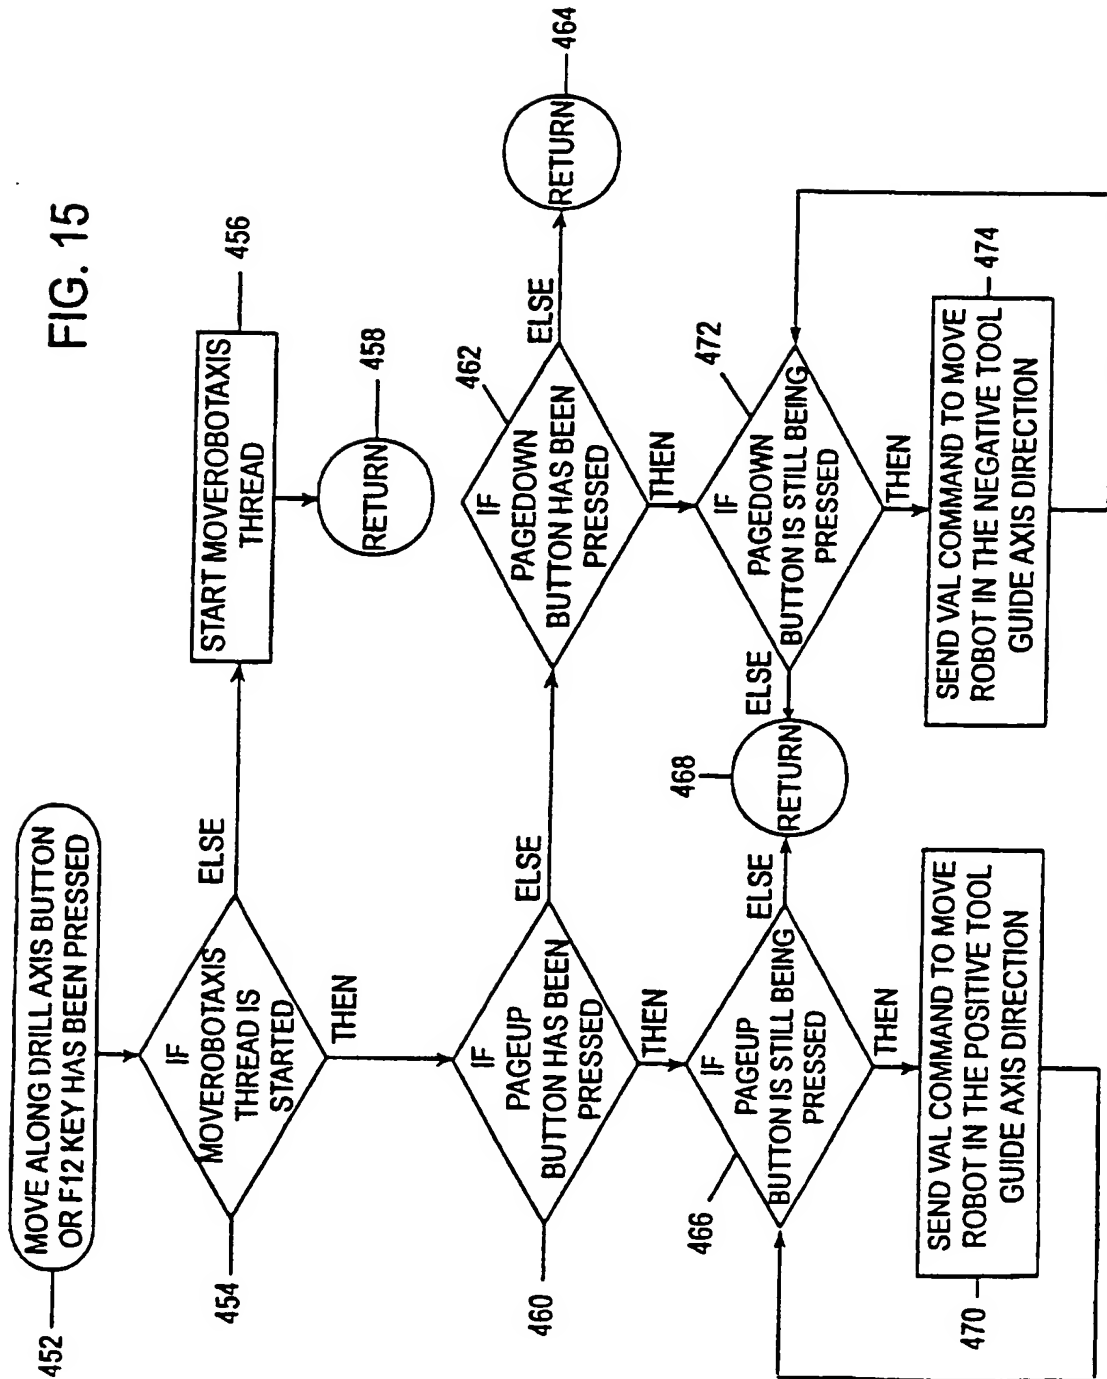 FIG. 15
452
MOVE ALONG DRILL AXIS BUTTON
OR F12 KEY HAS BEEN PRESSED
454
IF
MOVEROBOTAXIS
THREAD IS
STARTED
ELSE
THEN
START MOVEROBOTAXIS
THREAD
456
RETURN
458
460
IF
PAGEUP
BUTTON HAS BEEN
PRESSED
ELSE
THEN
462
IF
PAGEDOWN
BUTTON HAS BEEN
PRESSED
ELSE
THEN
RETURN
464
466
IF
PAGEUP
BUTTON IS STILL BEING
PRESSED
ELSE
THEN
468
RETURN
472
IF
PAGEDOWN
BUTTON IS STILL BEING
PRESSED
ELSE
THEN
470
SEND VAL COMMAND TO MOVE
ROBOT IN THE POSITIVE TOOL
GUIDE AXIS DIRECTION
SEND VAL COMMAND TO MOVE
ROBOT IN THE NEGATIVE TOOL
GUIDE AXIS DIRECTION
474